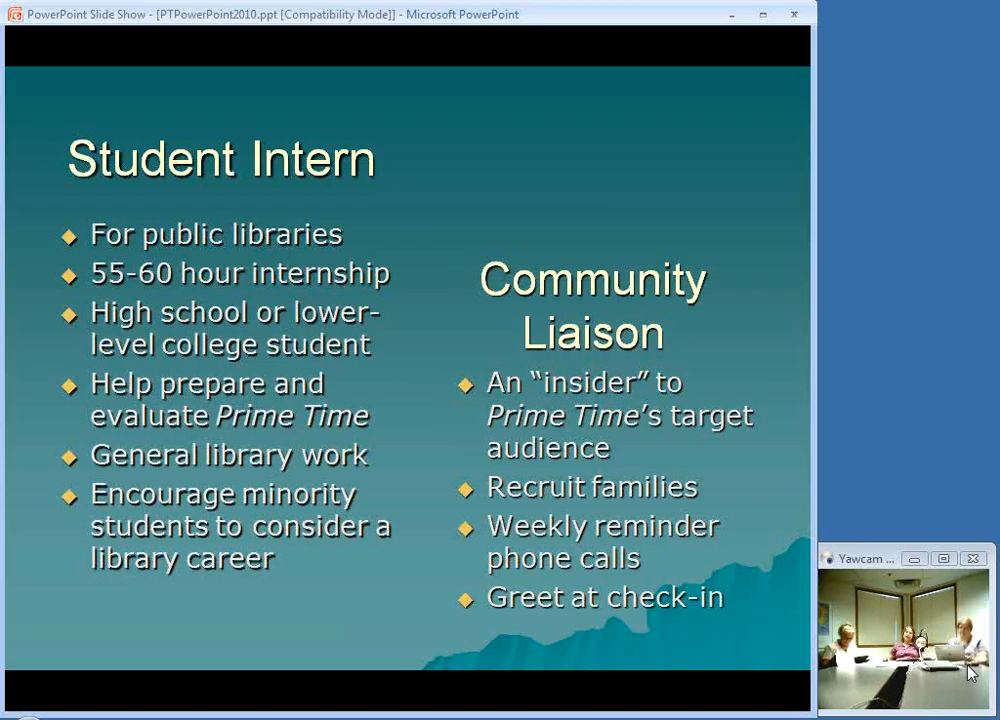 PowerPoint Slide Show - [PTPowerPoint2010.ppt [Compatibility Mode]] - Microsoft PowerPoint
Student Intern
For public libraries
55-60 hour internship
High school or lower-
level college student
Help prepare and
evaluate Prime Time
General library work
Encourage minority
students to consider a
library career
Community
Liaison
An “insider” to
Prime Time’s target
audience
Recruit families
Weekly reminder
phone calls
Greet at check-in
Yawcam ...